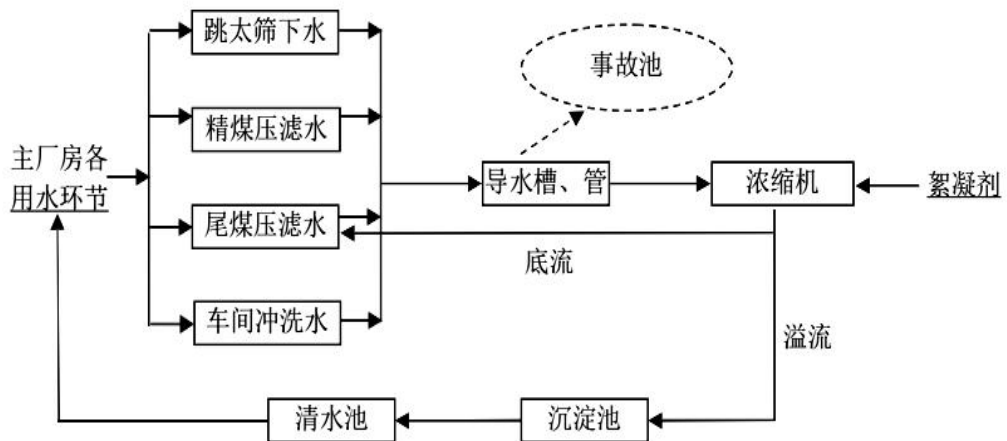 跳太筛下水
事故池
精煤压滤水
主厂房各
用水环节
导水槽、管
浓缩机
絮凝剂
尾煤压滤水
底流
车间冲洗水
溢流
清水池
沉淀池